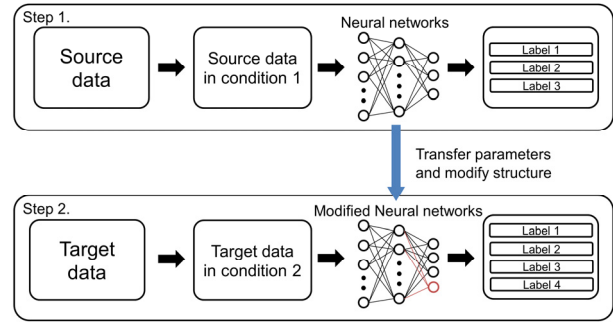 Step 1.
Neural networks
Source
data
Source data
in condition 1
Label 1
Label 2
Label 3
Transfer parameters
and modify structure
Step 2.
Modified Neural networks
Target
data
Target data
in condition 2
Label 1
Label 2
Label 3
Label 4